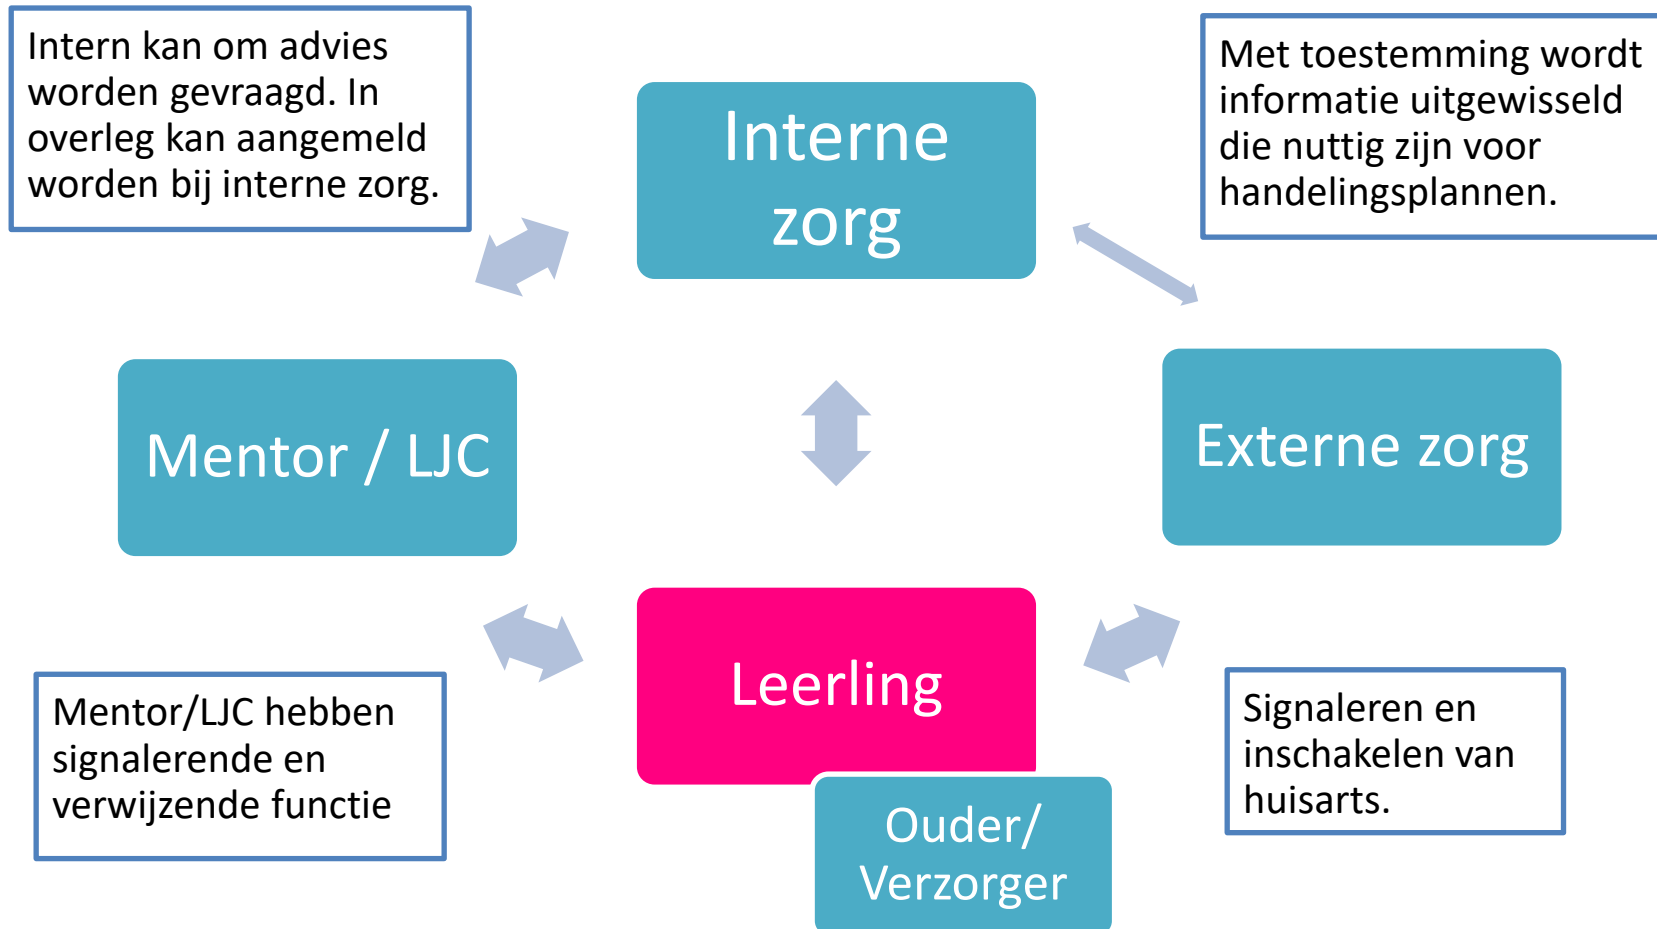 Intern kan om advies
worden gevraagd. In
overleg kan aangemeld
worden bij interne zorg.
Interne
zorg
Met toestemming wordt
informatie uitgewisseld
die nuttig zijn voor
handelingsplannen.
Mentor / LJC
Externe zorg
Mentor/LJC hebben
signalerende en
verwijzende functie
Leerling
Ouder/
Verzorger
Signaleren en
inschakelen van
huisarts.